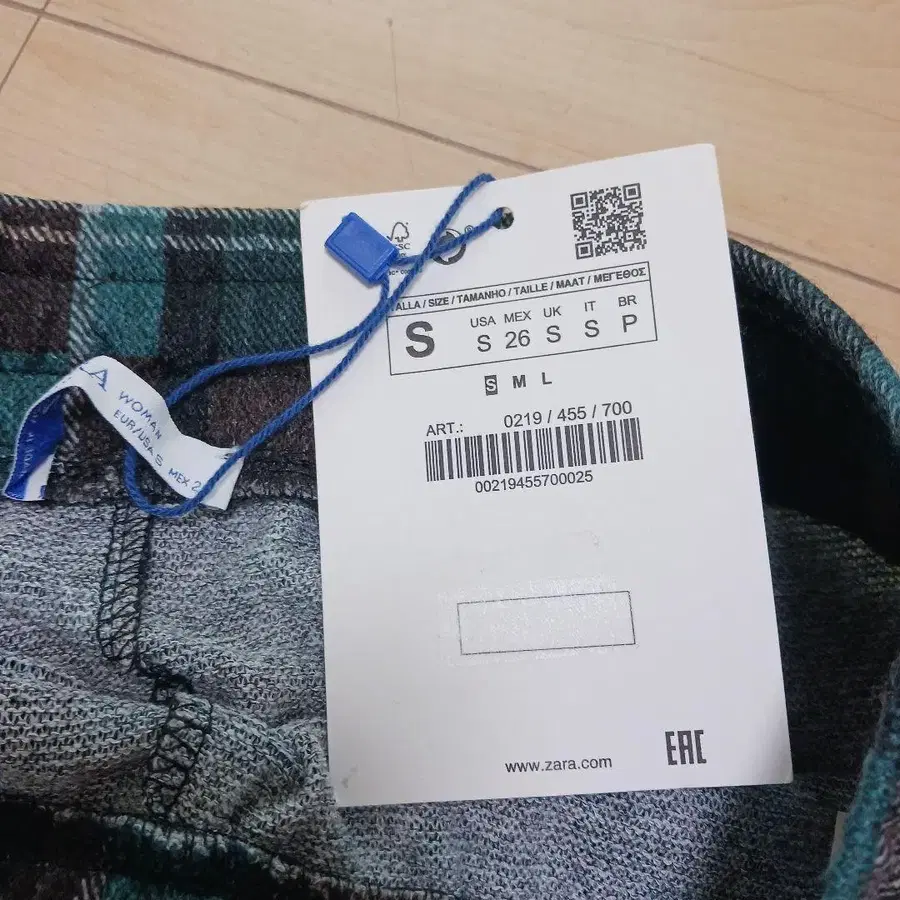 TALLA / SIZE / TAMANHO / TAILLE / MAAT / ΜΕΓΕΘΟΣ
S
USA MEX UK IT BR
S 26 S S P
S M L
ART.: 0219 / 455 / 700
00219455700025
www.zara.com
EAC
WOMAN
EUR/USA S MEX 2